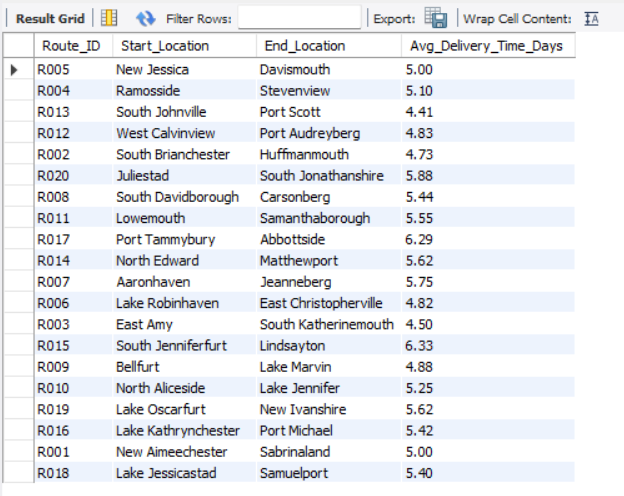 Result Grid Filter Rows: Export: Wrap Cell Content: IA
Route_ID Start_Location End_Location Avg_Delivery_Time_Days
R005 New Jessica Davismouth 5.00
R004 Ramosside Stevenview 5.10
R013 South Johnville Port Scott 4.41
R012 West Calvinview Port Audreyberg 4.83
R002 South Brianchester Huffmanmouth 4.73
R020 Juliestad South Jonathanshire 5.88
R008 South Davidborough Carsonberg 5.44
R011 Lowemouth Samanthaborough 5.55
R017 Port Tammybury Abbottside 6.29
R014 North Edward Matthewport 5.62
R007 Aaronhaven Jeanneberg 5.75
R006 Lake Robinhaven East Christopherville 4.82
R003 East Amy South Katherinemouth 4.50
R015 South Jenniferfurt Lindsayton 6.33
R009 Bellfurt Lake Marvin 4.88
R010 North Aliceside Lake Jennifer 5.25
R019 Lake Oscarfurt New Ivanshire 5.62
R016 Lake Kathrynchester Port Michael 5.42
R001 New Aimeechester Sabrinaland 5.00
R018 Lake Jessicastad Samuelport 5.40